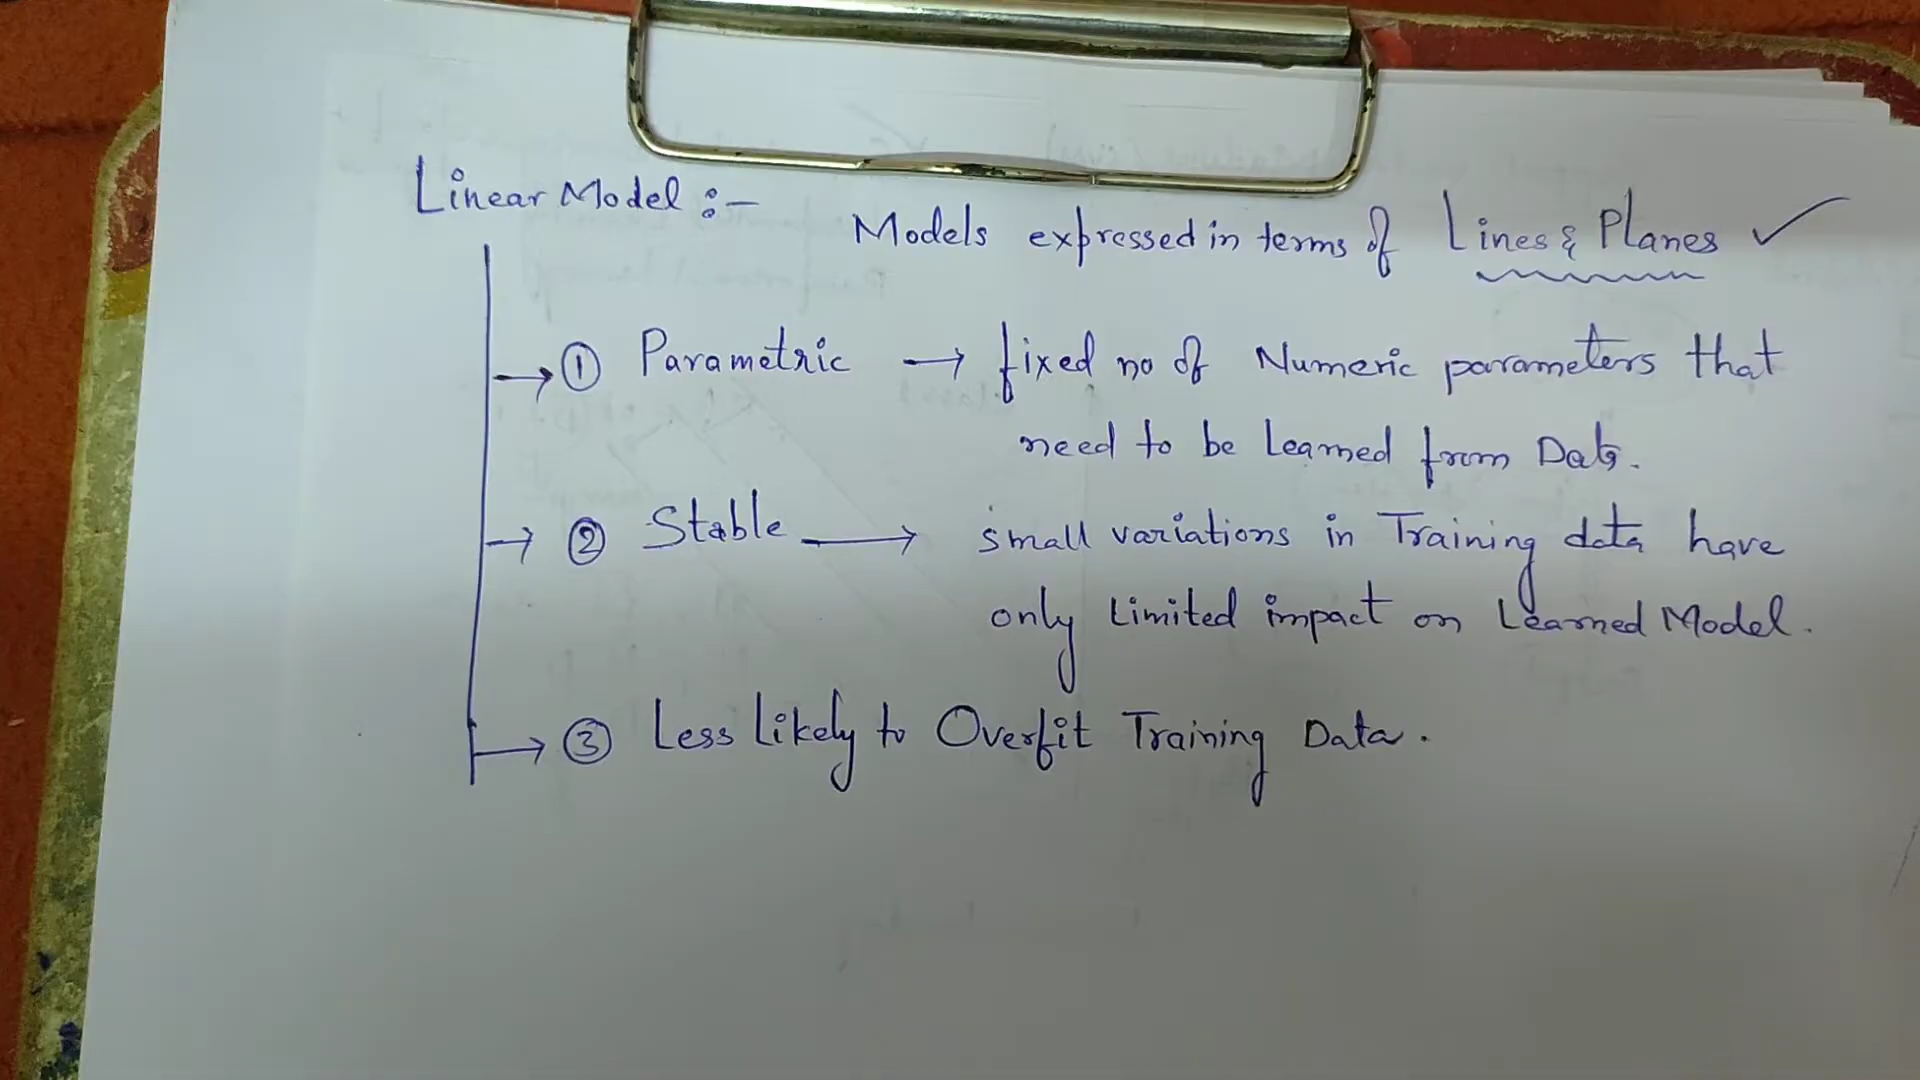 Linear Model :-
Models expressed in terms of Lines & Planes ✓
→ ① Parametric → fixed no of Numeric parameters that
need to be Learned from Data.
→ ② Stable → small variations in Training data have
only Limited impact on Learned Model.
→ ③ Less Likely to Overfit Training Data.